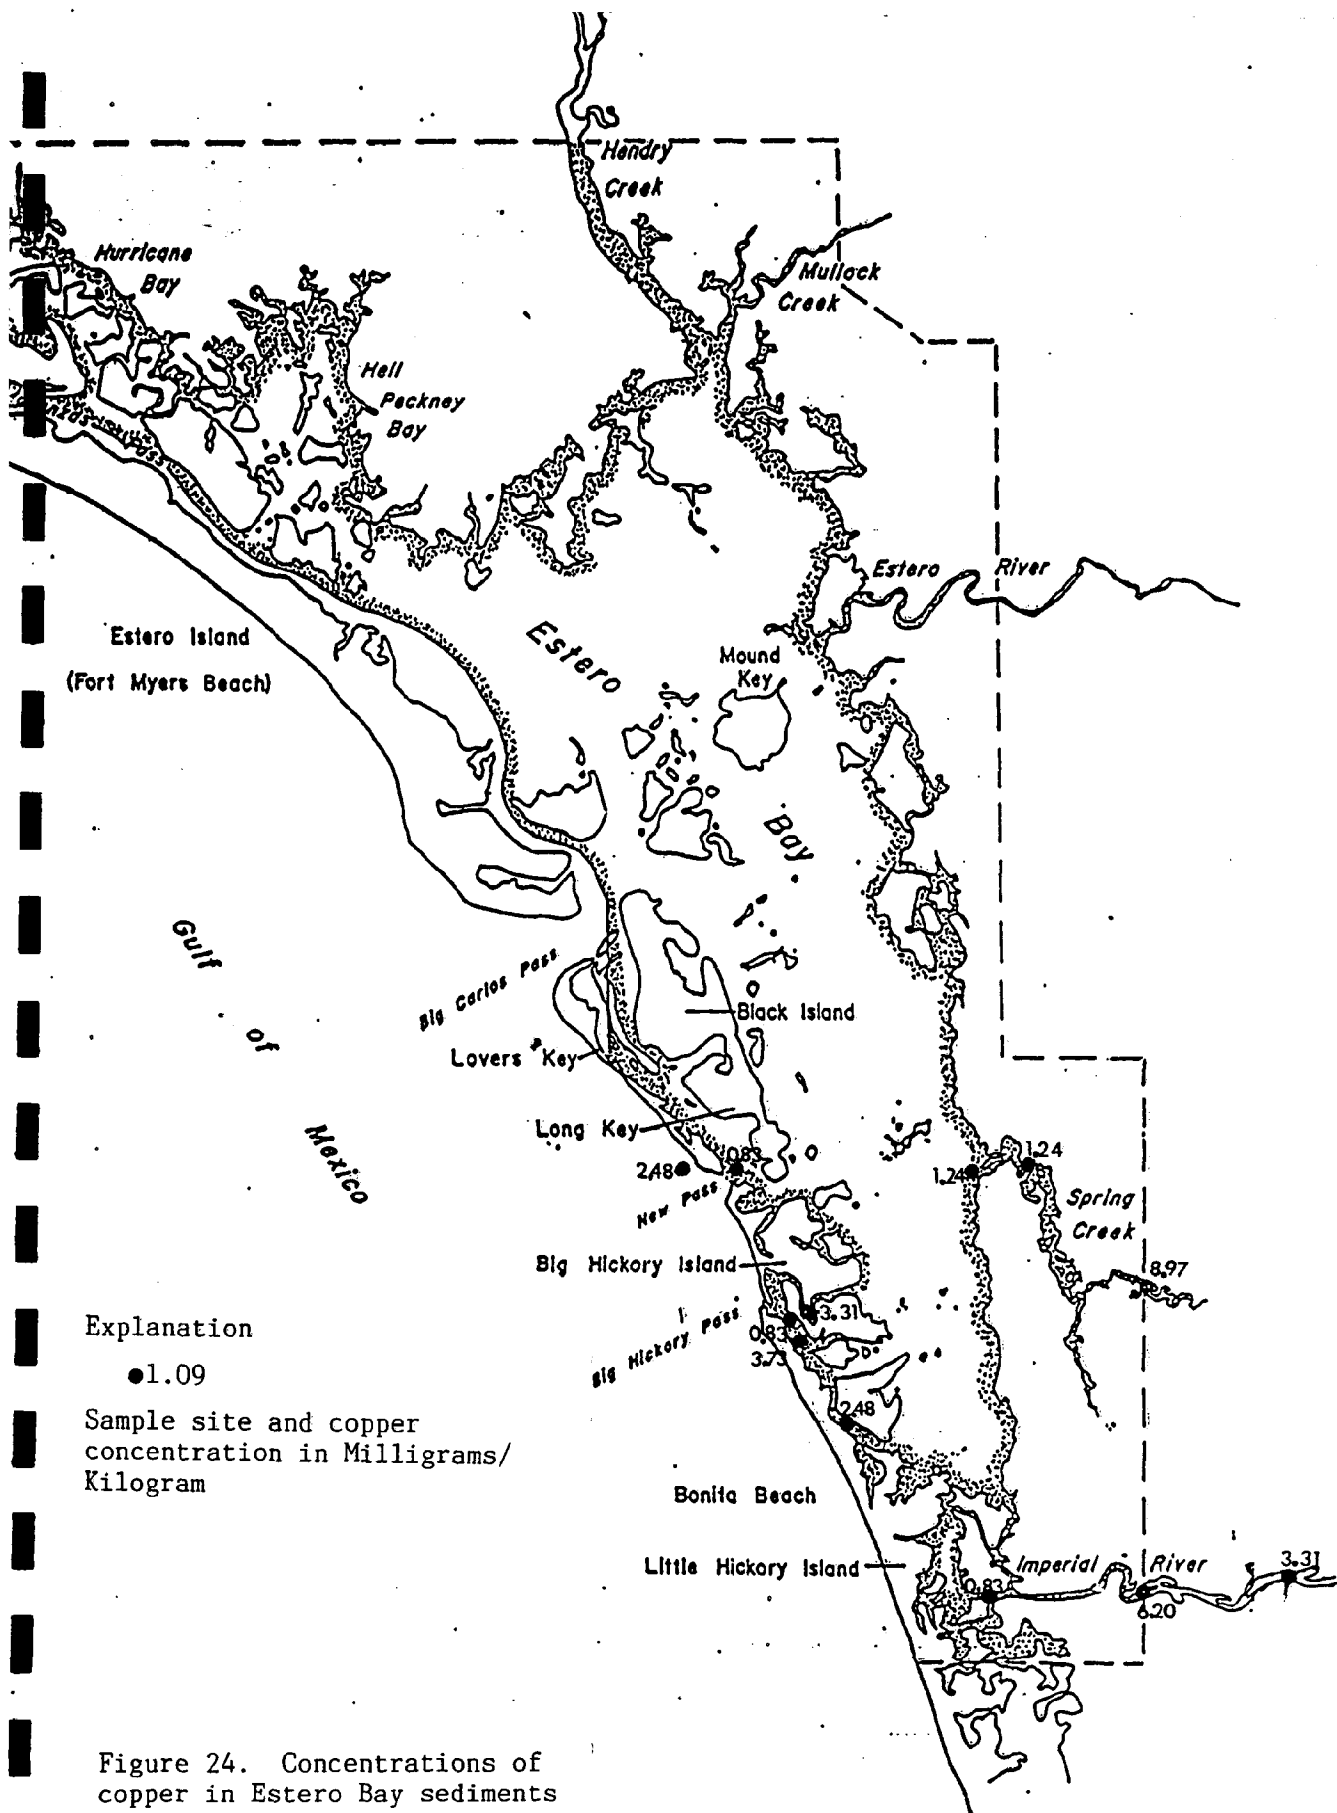 Hendry
Creek
Hurricane
Bay
Mullock
Creek
Hell
Peckney
Bay
Estero River
Estero Island
(Fort Myers Beach)
Estero
Bay
Mound
Key
Gulf
of
Mexico
Big Carlos Pass
Black Island
Lovers Key
Long Key
2.48
0.83
1.24
1.24
New Pass
Spring
Creek
Big Hickory Island
8.97
Big Hickory Pass
3.31
0.83
3.73
2.48
Explanation
1.09
Sample site and copper
concentration in Milligrams/
Kilogram
Bonita Beach
Little Hickory Island
Imperial River
3.31
0.83
6.20
Figure 24. Concentrations of
copper in Estero Bay sediments